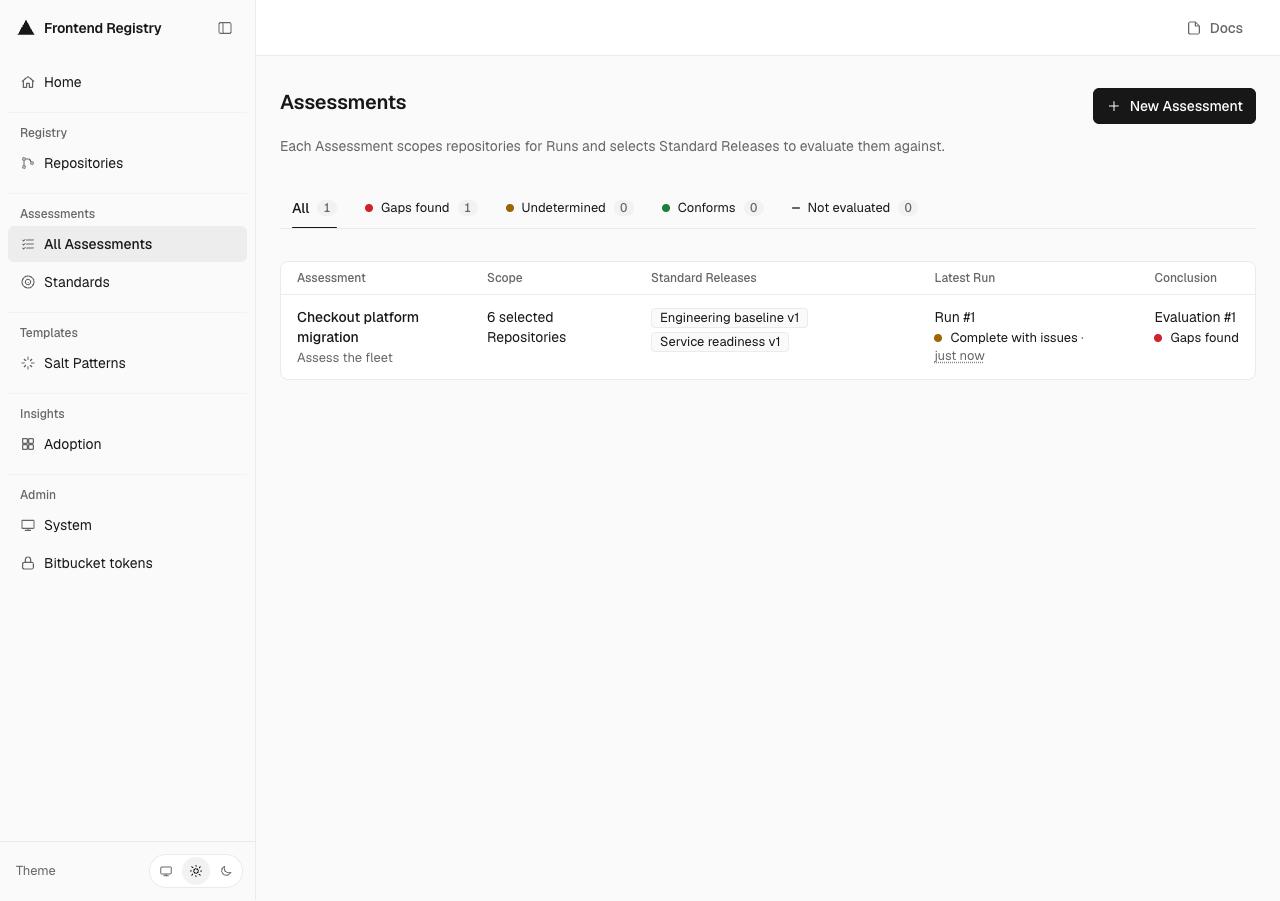 Frontend Registry
Docs
Home
Registry
Repositories
Assessments
All Assessments
Standards
Templates
Salt Patterns
Insights
Adoption
Admin
System
Bitbucket tokens
Theme
Assessments
New Assessment
Each Assessment scopes repositories for Runs and selects Standard Releases to evaluate them against.
All 1 Gaps found 1 Undetermined 0 Conforms 0 Not evaluated 0
Assessment Scope Standard Releases Latest Run Conclusion
Checkout platform
migration
Assess the fleet
6 selected
Repositories
Engineering baseline v1
Service readiness v1
Run #1
Complete with issues ·
just now
Evaluation #1
Gaps found